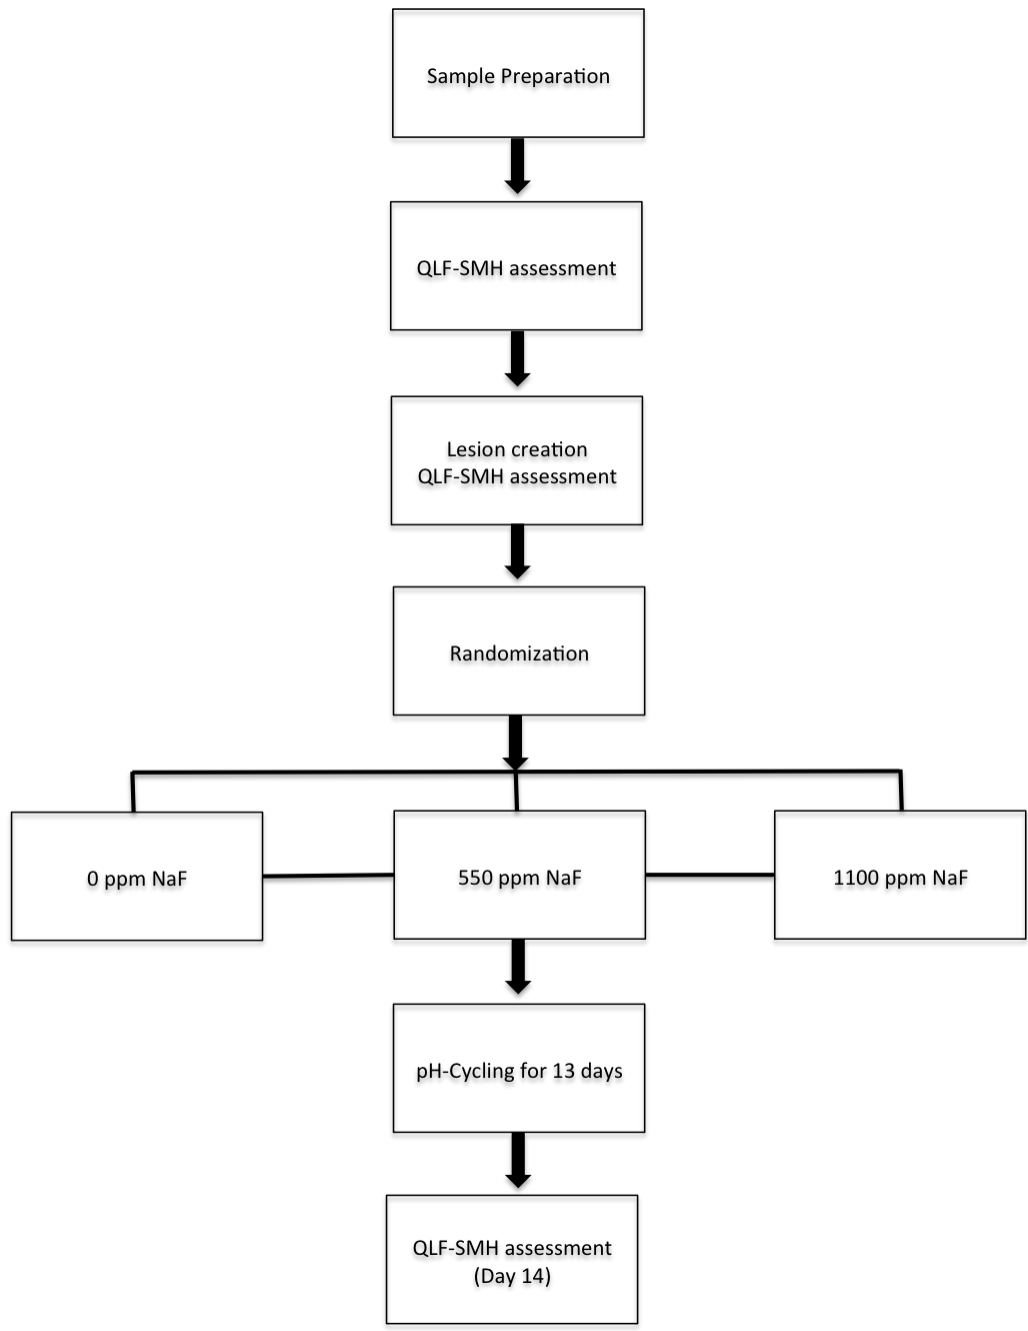 Sample Preparation
QLF-SMH assessment
Lesion creation
QLF-SMH assessment
Randomization
0 ppm NaF
550 ppm NaF
1100 ppm NaF
pH-Cycling for 13 days
QLF-SMH assessment
(Day 14)